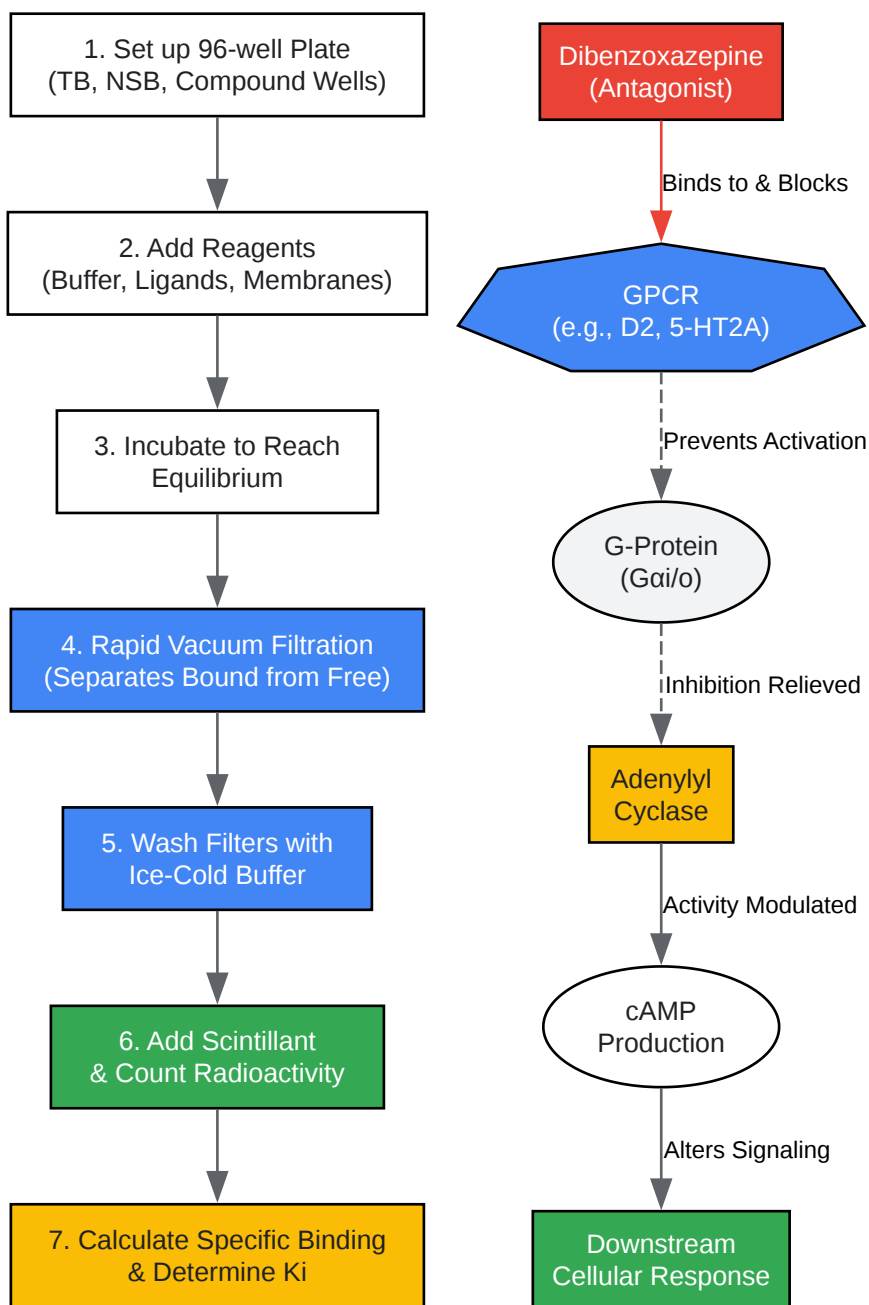 1. Set up 96-well Plate
(TB, NSB, Compound Wells)
2. Add Reagents
(Buffer, Ligands, Membranes)
3. Incubate to Reach
Equilibrium
4. Rapid Vacuum Filtration
(Separates Bound from Free)
5. Wash Filters with
Ice-Cold Buffer
6. Add Scintillant
& Count Radioactivity
7. Calculate Specific Binding
& Determine Ki
Dibenzoxazepine
(Antagonist)
Binds to & Blocks
GPCR
(e.g., D2, 5-HT2A)
Prevents Activation
G-Protein
(Gαi/o)
Inhibition Relieved
Adenylyl
Cyclase
Activity Modulated
cAMP
Production
Alters Signaling
Downstream
Cellular Response